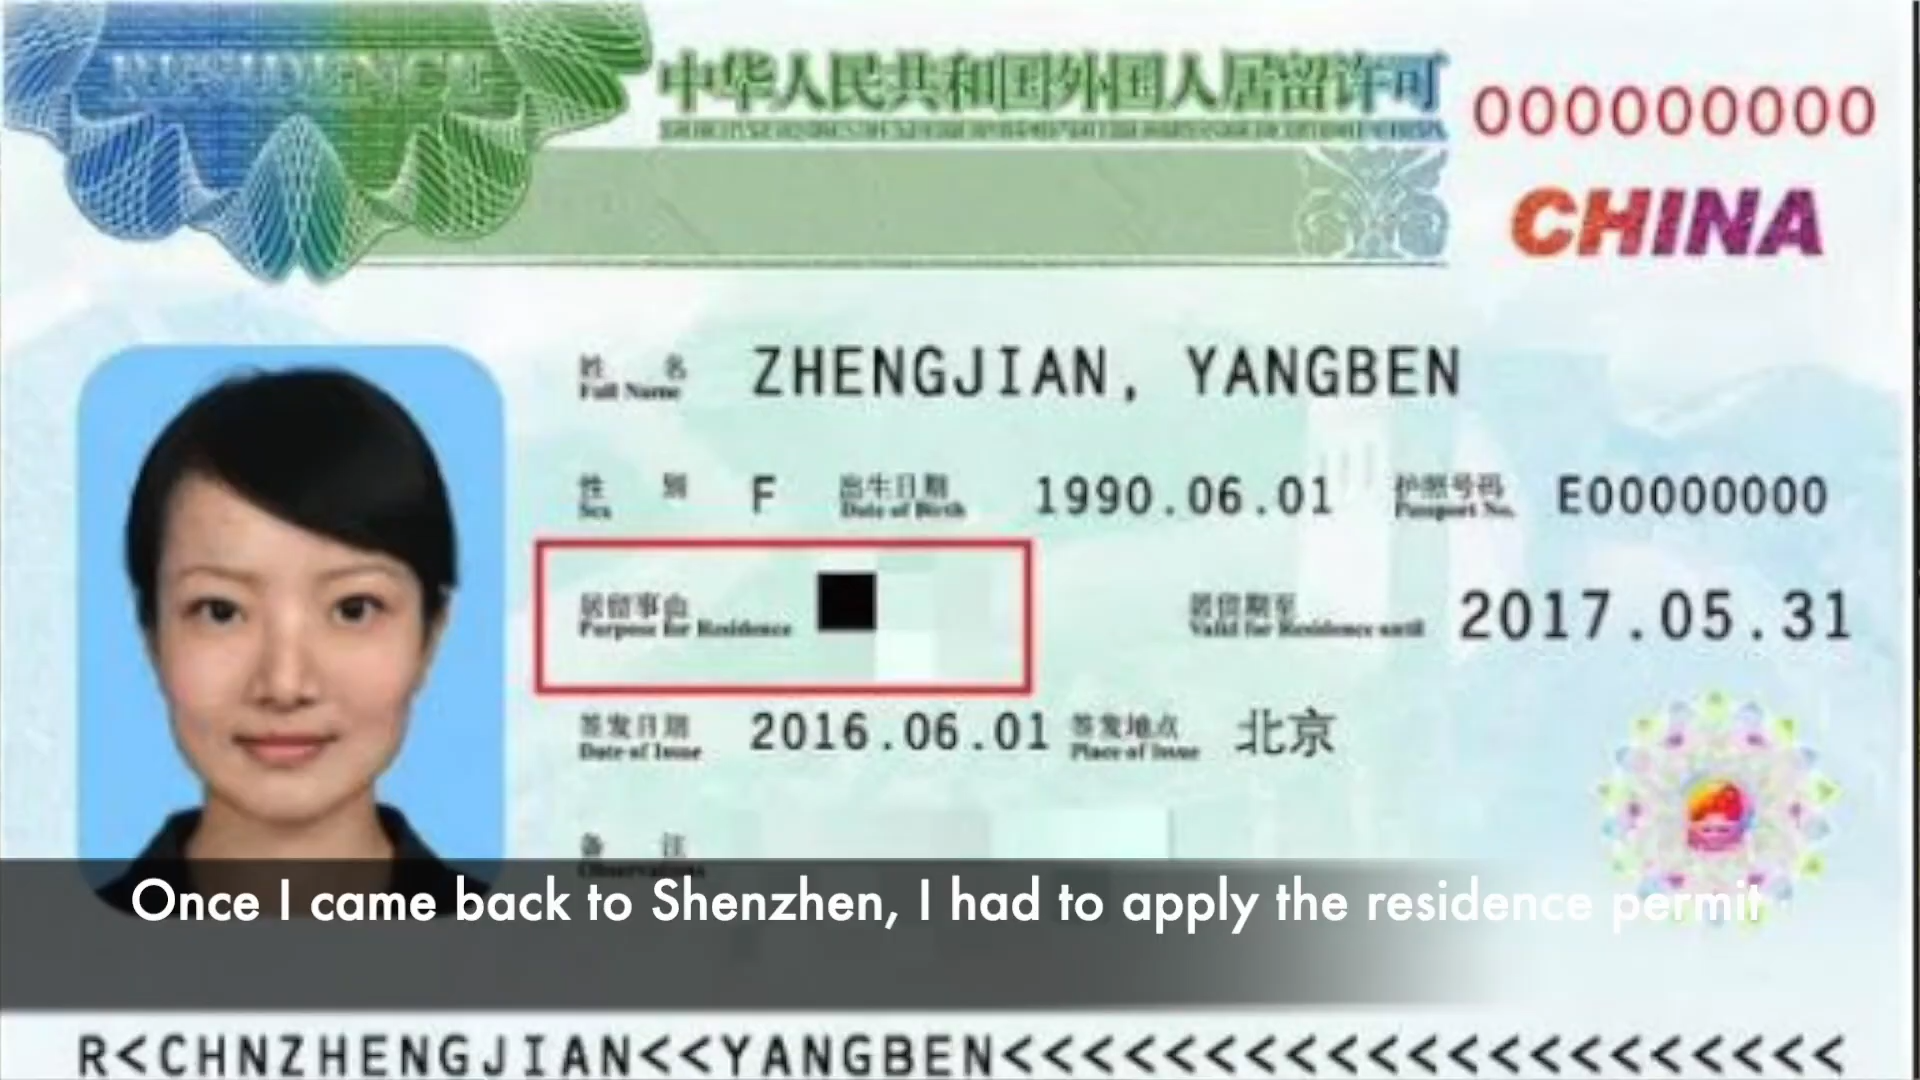 RESIDENCE
中华人民共和国外国人居留许可
000000000
CHINA
姓 名 ZHENGJIAN, YANGBEN
Full Name
性 别 F 出生日期 1990.06.01 护照号码 E00000000
Sex Date of Birth Passport No.
居留事由 居留期至 2017.05.31
Purpose for Residence Valid for Residence until
签发日期 2016.06.01 签发地点 北京
Date of Issue Place of Issue
备 注
Observations
Once I came back to Shenzhen, I had to apply the residence permit
R<CHNZHENGJIAN<<YANGBEN<<<<<<<<<<<<<<<<<<<<<